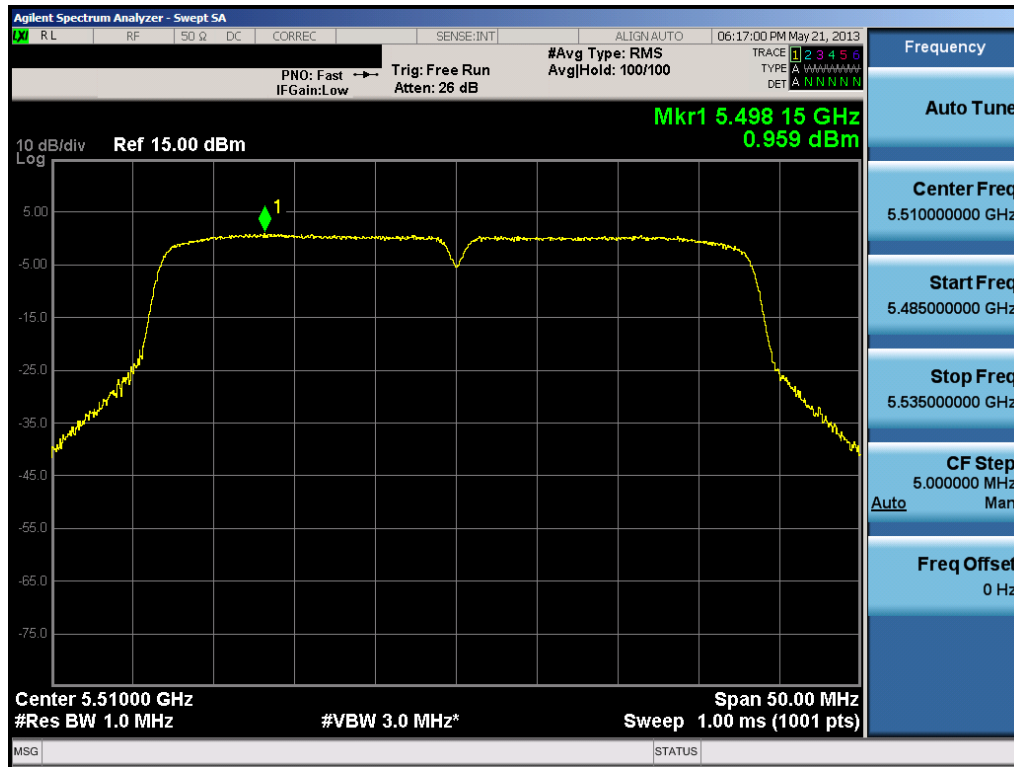 Agilent Spectrum Analyzer - Swept SA
LXI RL RF 50 Ω DC CORREC SENSE:INT ALIGN AUTO 06:17:00 PM May 21, 2013
PNO: Fast
IFGain:Low
Trig: Free Run
Atten: 26 dB
#Avg Type: RMS
Avg|Hold: 100/100
TRACE 1 2 3 4 5 6
TYPE A WWWWW
DET A N N N N N
Mkr1 5.498 15 GHz
0.959 dBm
10 dB/div Ref 15.00 dBm
Log
1
5.00
-5.00
-15.0
-25.0
-35.0
-45.0
-55.0
-65.0
-75.0
Center 5.51000 GHz Span 50.00 MHz
#Res BW 1.0 MHz #VBW 3.0 MHz* Sweep 1.00 ms (1001 pts)
MSG STATUS
Frequency
Auto Tune
Center Freq
5.510000000 GHz
Start Freq
5.485000000 GHz
Stop Freq
5.535000000 GHz
CF Step
5.000000 MHz
Auto Man
Freq Offset
0 Hz